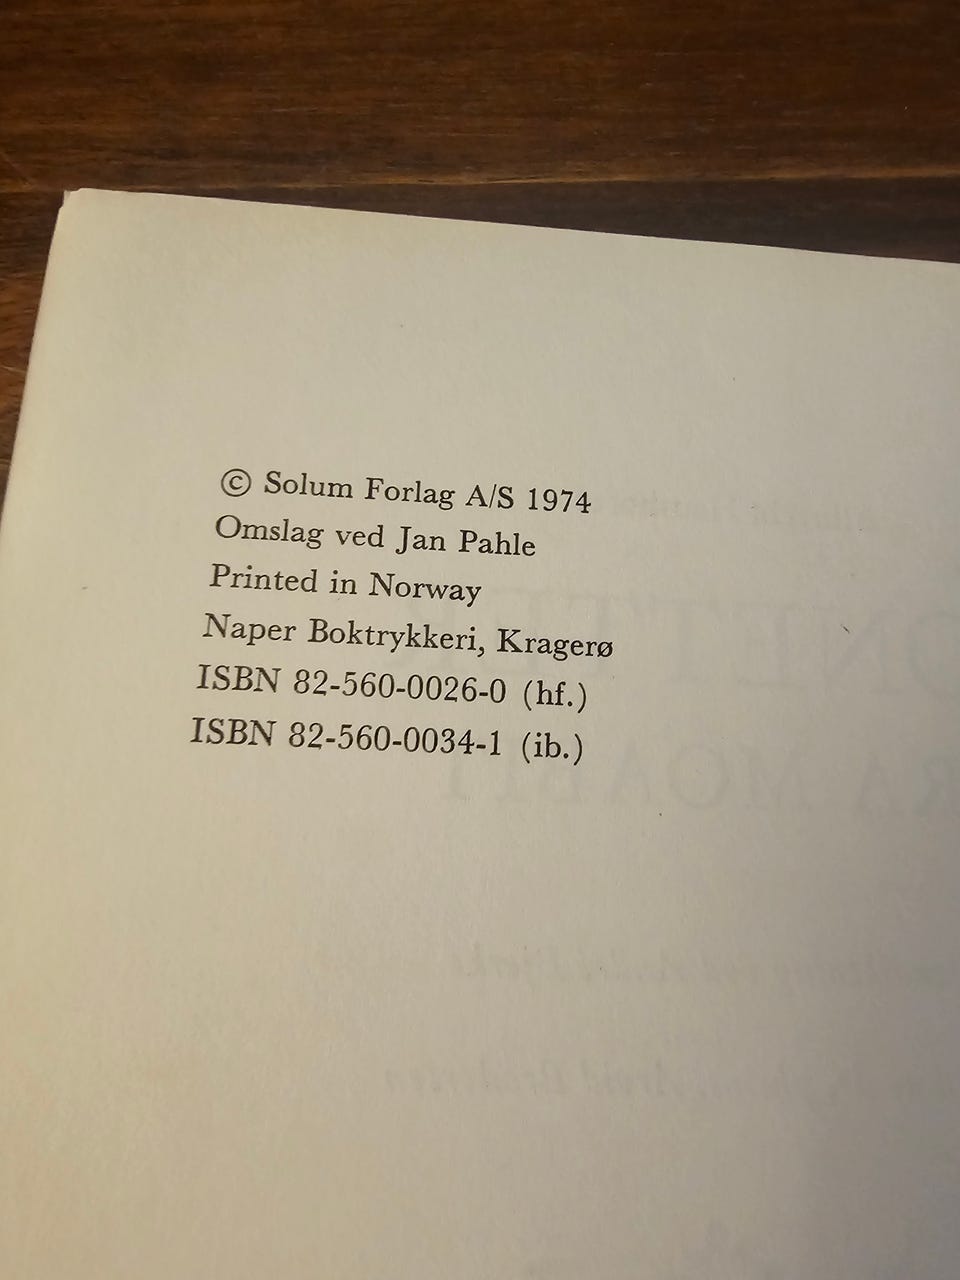 © Solum Forlag A/S 1974
Omslag ved Jan Pahle
Printed in Norway
Naper Boktrykkeri, Kragerø
ISBN 82-560-0026-0 (hf.)
ISBN 82-560-0034-1 (ib.)